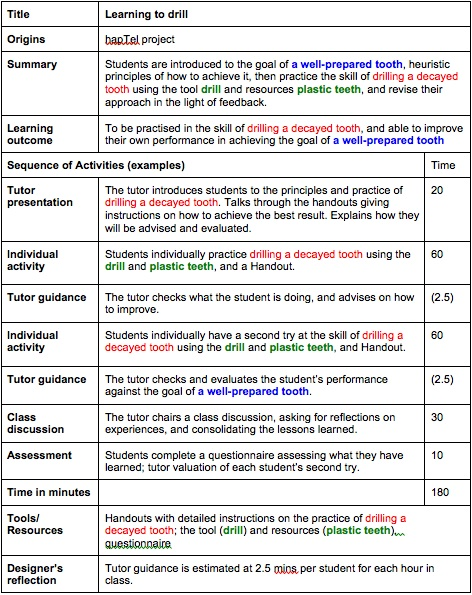 Title Learning to drill
Origins hapTel project
Summary Students are introduced to the goal of a well-prepared tooth, heuristic
principles of how to achieve it, then practice the skill of drilling a decayed
tooth using the tool drill and resources plastic teeth, and revise their
approach in the light of feedback.
Learning To be practised in the skill of drilling a decayed tooth, and able to improve
outcome their own performance in achieving the goal of a well-prepared tooth
Sequence of Activities (examples) Time
Tutor The tutor introduces students to the principles and practice of 20
presentation drilling a decayed tooth. Talks through the handouts giving
instructions on how to achieve the best result. Explains how they
will be advised and evaluated.
Individual Students individually practice drilling a decayed tooth using the 60
activity drill and plastic teeth, and a Handout.
Tutor guidance The tutor checks what the student is doing, and advises on how (2.5)
to improve.
Individual Students individually have a second try at the skill of drilling a 60
activity decayed tooth using the drill and plastic teeth, and Handout.
Tutor guidance The tutor checks and evaluates the student's performance (2.5)
against the goal of a well-prepared tooth.
Class The tutor chairs a class discussion, asking for reflections on 30
discussion experiences, and consolidating the lessons learned.
Assessment Students complete a questionnaire assessing what they have 10
learned; tutor valuation of each student's second try.
Time in minutes 180
Tools/ Handouts with detailed instructions on the practice of drilling a
Resources decayed tooth; the tool (drill) and resources (plastic teeth),
questionnaire
Designer's Tutor guidance is estimated at 2.5 mins per student for each hour in
reflection class.